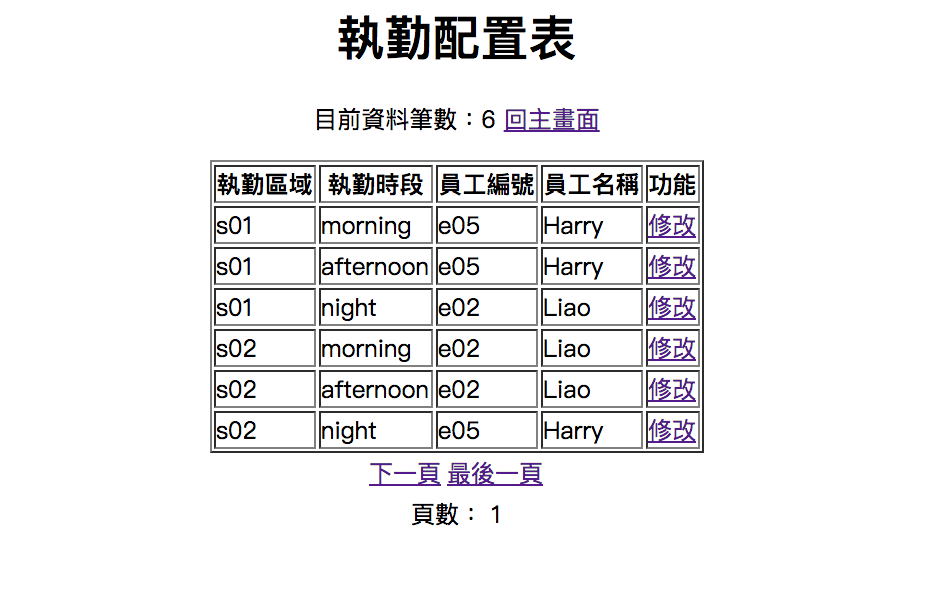 執勤配置表
目前資料筆數：6 回主畫面
執勤區域 執勤時段 員工編號 員工名稱 功能
s01 morning e05 Harry 修改
s01 afternoon e05 Harry 修改
s01 night e02 Liao 修改
s02 morning e02 Liao 修改
s02 afternoon e02 Liao 修改
s02 night e05 Harry 修改
下一頁 最後一頁
頁數： 1